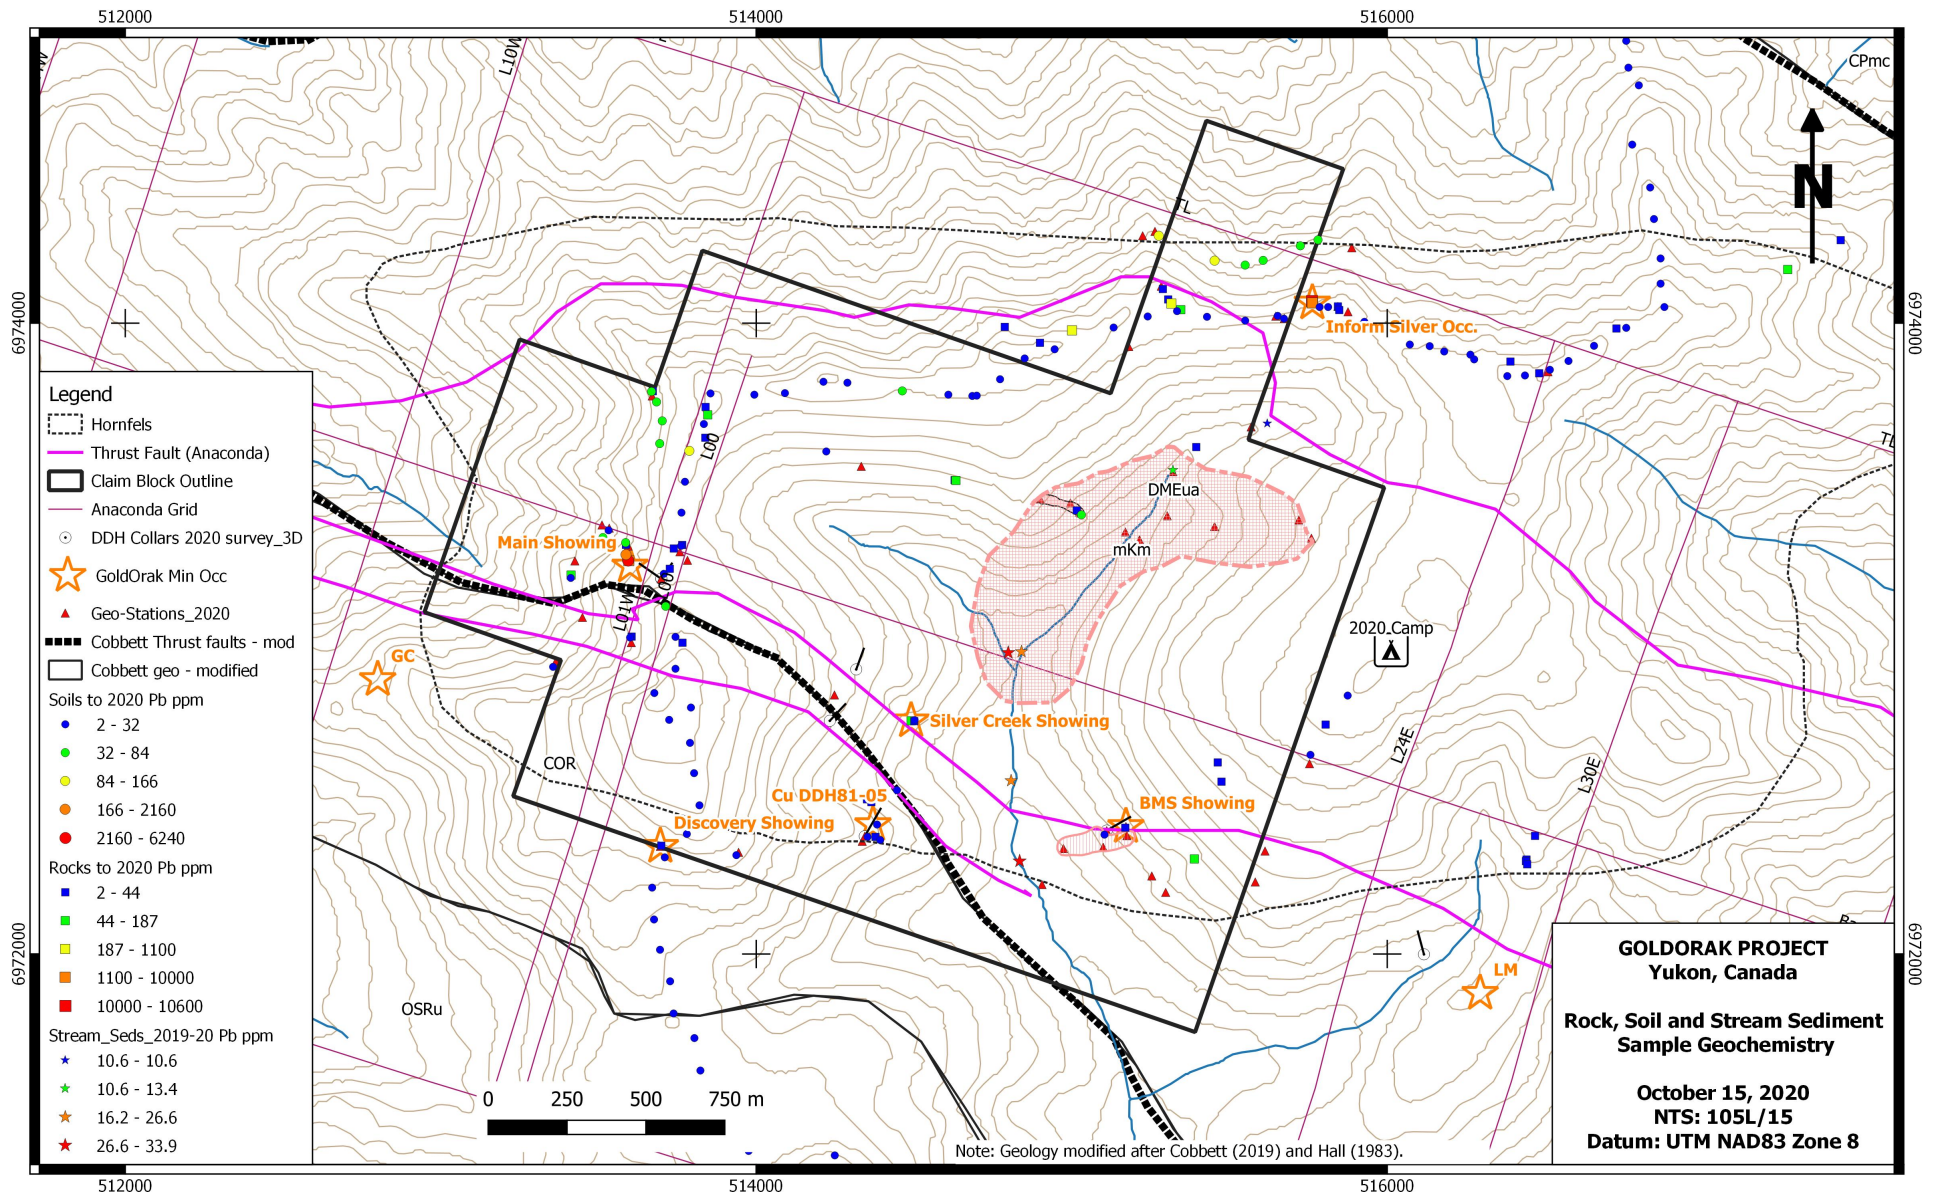 512000
514000
516000
L10W
CPmc
N
TL
6974000
6974000
Inform Silver Occ.
Legend
Hornfels
Thrust Fault (Anaconda)
Claim Block Outline
Anaconda Grid
DDH Collars 2020 survey_3D
GoldOrak Min Occ
Geo-Stations_2020
Cobbett Thrust faults - mod
Cobbett geo - modified
Soils to 2020 Pb ppm
2 - 32
32 - 84
84 - 166
166 - 2160
2160 - 6240
Rocks to 2020 Pb ppm
2 - 44
44 - 187
187 - 1100
1100 - 10000
10000 - 10600
Stream_Seds_2019-20 Pb ppm
10.6 - 10.6
10.6 - 13.4
16.2 - 26.6
26.6 - 33.9
L00
TL
DMEua
Main Showing
mKm
L01W
2020 Camp
GC
Silver Creek Showing
L24E
COR
L30E
Cu DDH81-05
BMS Showing
Discovery Showing
6972000
6972000
LM
OSRu
GOLDORAK PROJECT
Yukon, Canada
Rock, Soil and Stream Sediment
Sample Geochemistry
October 15, 2020
NTS: 105L/15
Datum: UTM NAD83 Zone 8
0 250 500 750 m
Note: Geology modified after Cobbett (2019) and Hall (1983).
512000
514000
516000